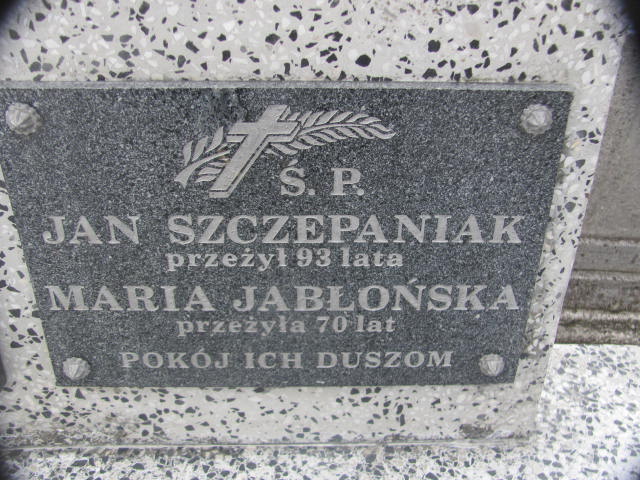 Ś. P.
JAN SZCZEPANIAK
przeżył 93 lata
MARIA JABŁOŃSKA
przeżyła 70 lat
POKÓJ ICH DUSZOM